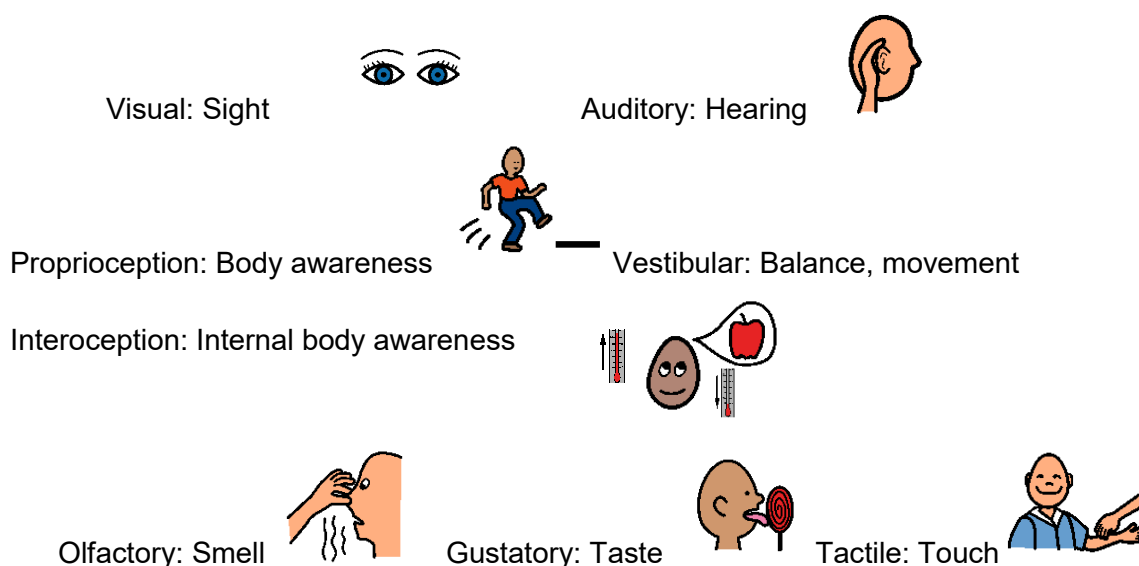 Visual: Sight
Auditory: Hearing
Proprioception: Body awareness
Vestibular: Balance, movement
Interoception: Internal body awareness
Olfactory: Smell
Gustatory: Taste
Tactile: Touch